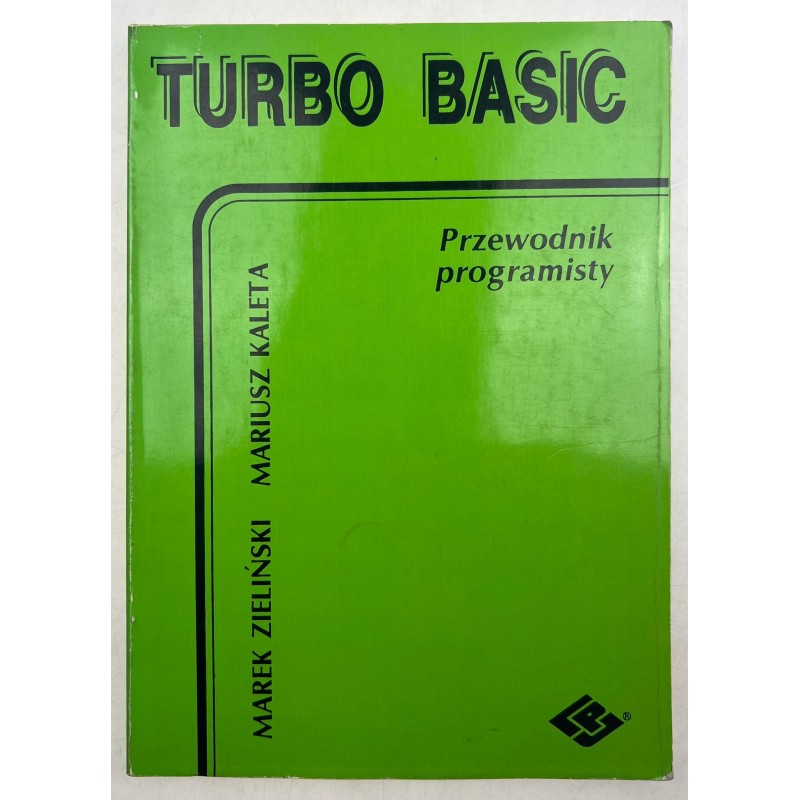 TURBO BASIC
Przewodnik
programisty
MAREK ZIELIŃSKI MARIUSZ KALETA
®